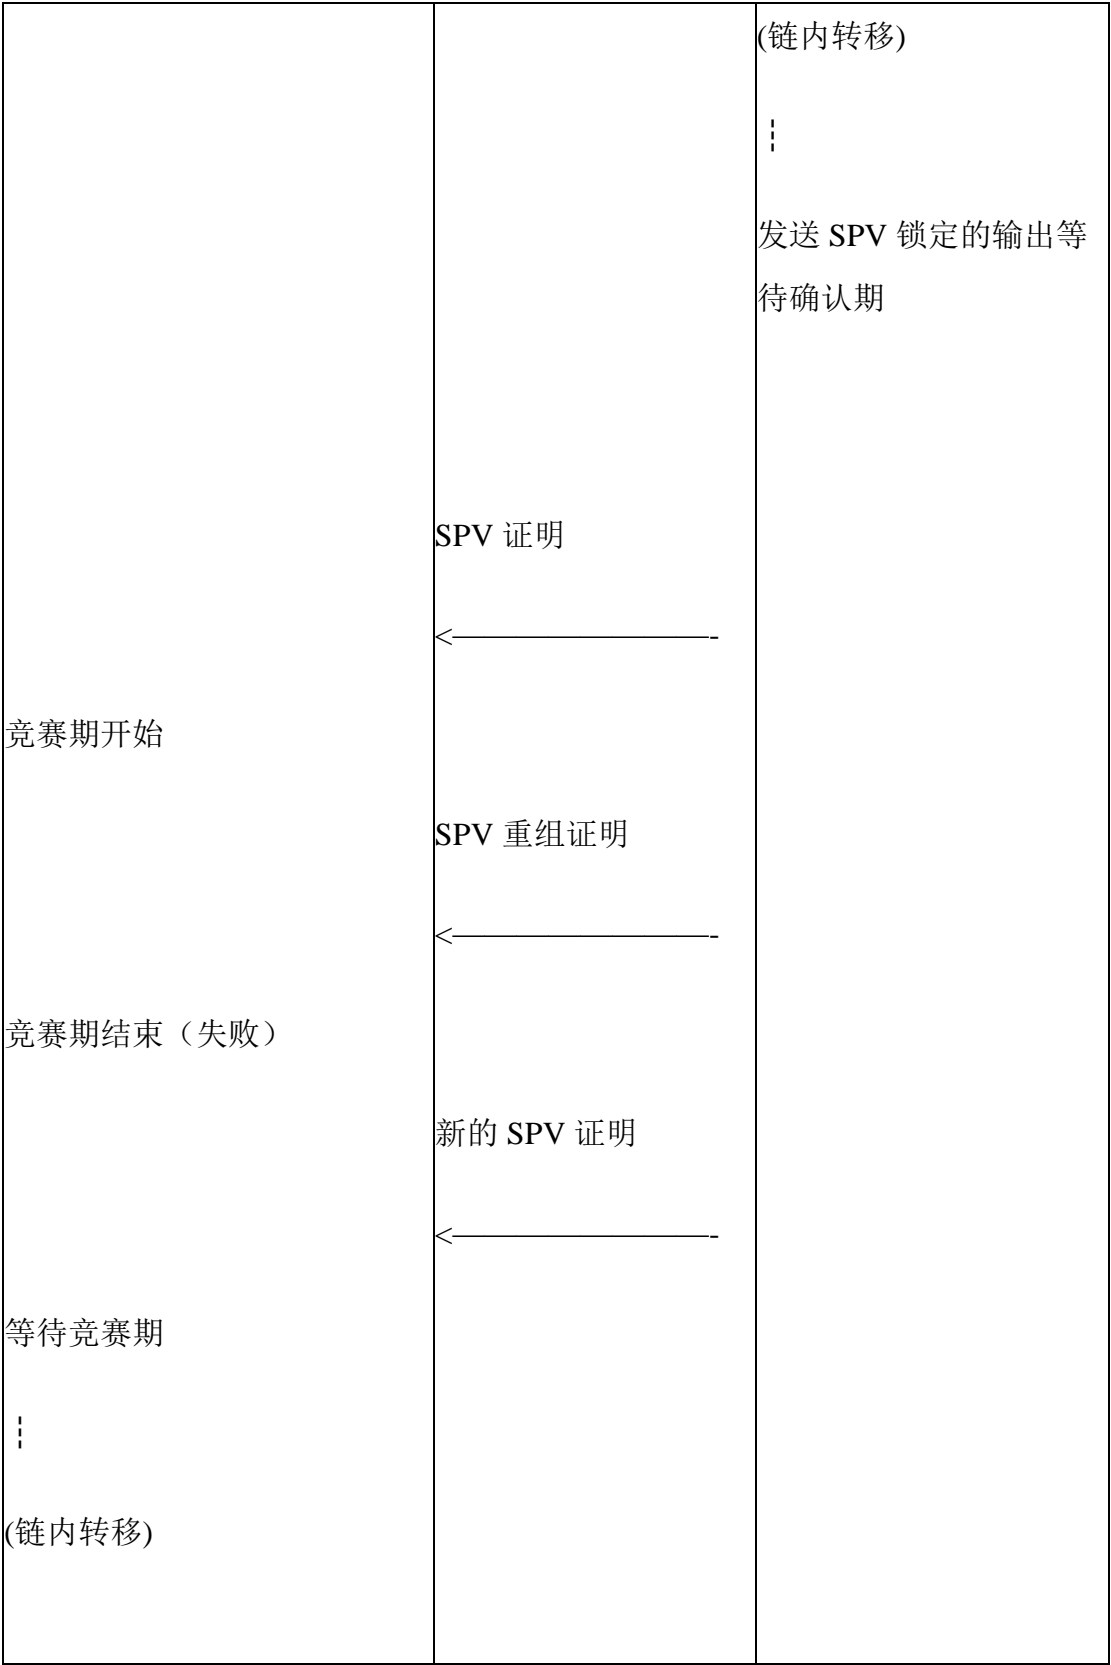 (链内转移)
┆
发送 SPV 锁定的输出等
待确认期
SPV 证明
<————————-
竞赛期开始
SPV 重组证明
<————————-
竞赛期结束（失败）
新的 SPV 证明
<————————-
等待竞赛期
┆
(链内转移)